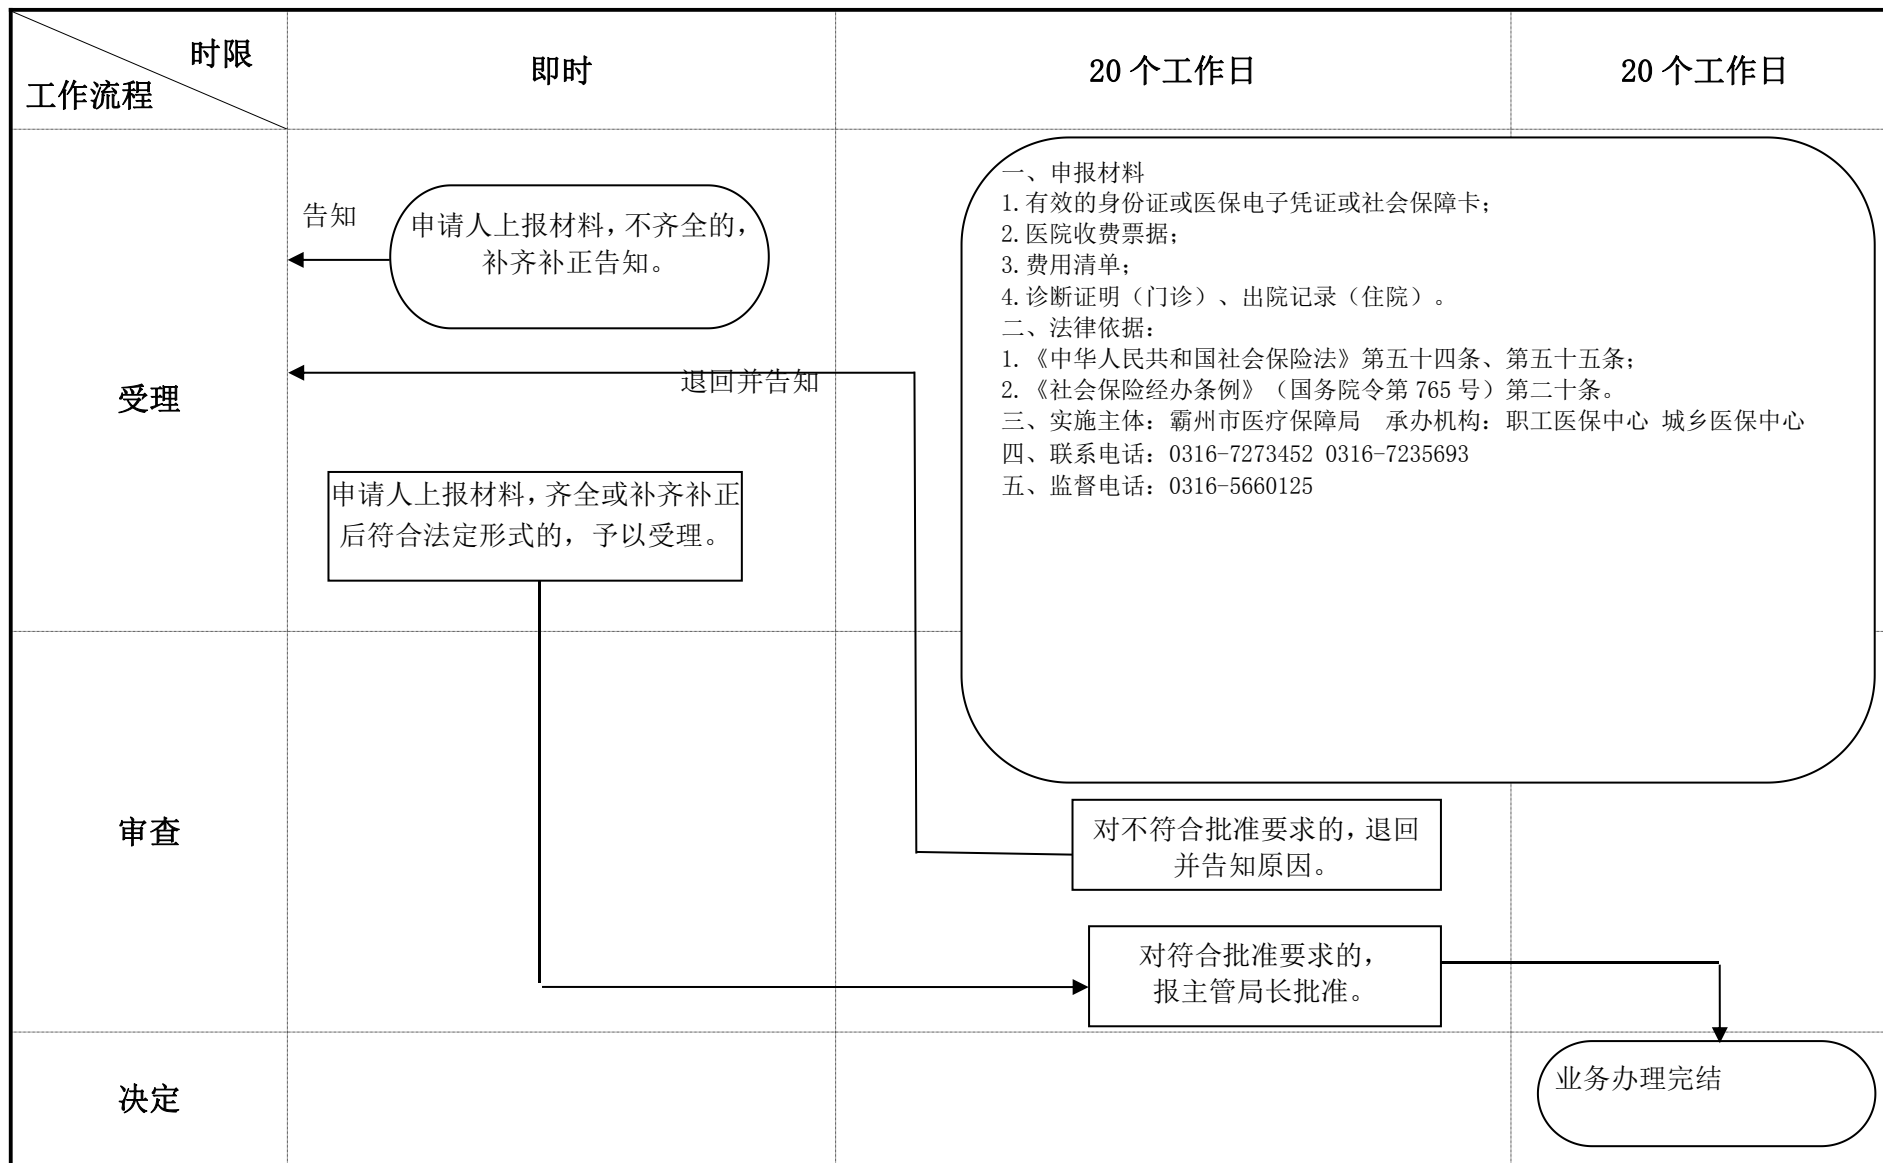 时限
工作流程
即时
20 个工作日
20 个工作日
受理
告知
申请人上报材料，不齐全的，
补齐补正告知。
退回并告知
申请人上报材料，齐全或补齐补正
后符合法定形式的，予以受理。
一、申报材料
1.有效的身份证或医保电子凭证或社会保障卡；
2.医院收费票据；
3.费用清单；
4.诊断证明（门诊）、出院记录（住院）。
二、法律依据：
1.《中华人民共和国社会保险法》第五十四条、第五十五条；
2.《社会保险经办条例》（国务院令第 765 号）第二十条。
三、实施主体：霸州市医疗保障局　承办机构：职工医保中心 城乡医保中心
四、联系电话：0316-7273452 0316-7235693
五、监督电话：0316-5660125
审查
对不符合批准要求的，退回
并告知原因。
对符合批准要求的，
报主管局长批准。
决定
业务办理完结